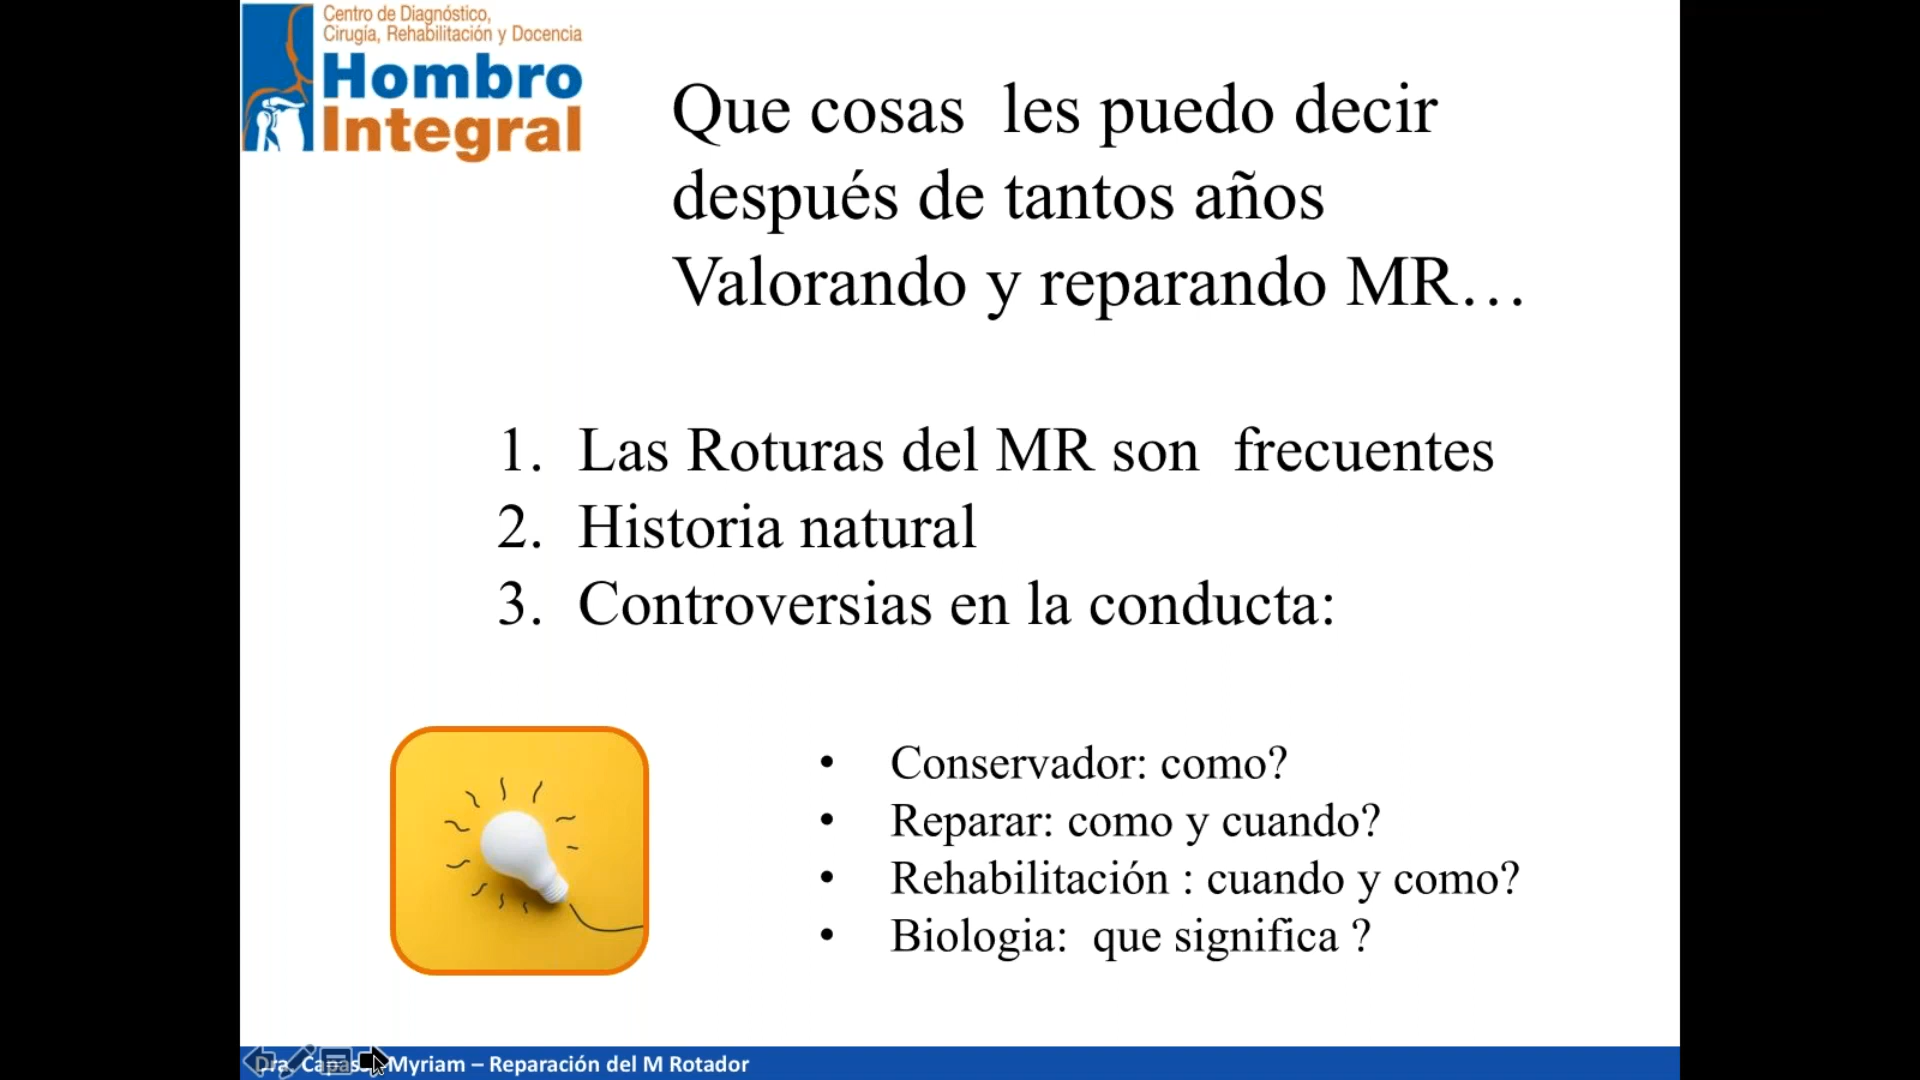 Centro de Diagnóstico,
Cirugía, Rehabilitación y Docencia
Hombro
Integral
Que cosas les puedo decir
después de tantos años
Valorando y reparando MR…
1. Las Roturas del MR son frecuentes
2. Historia natural
3. Controversias en la conducta:
• Conservador: como?
• Reparar: como y cuando?
• Rehabilitación : cuando y como?
• Biologia: que significa ?
Dra. Myriam – Reparación del M Rotador